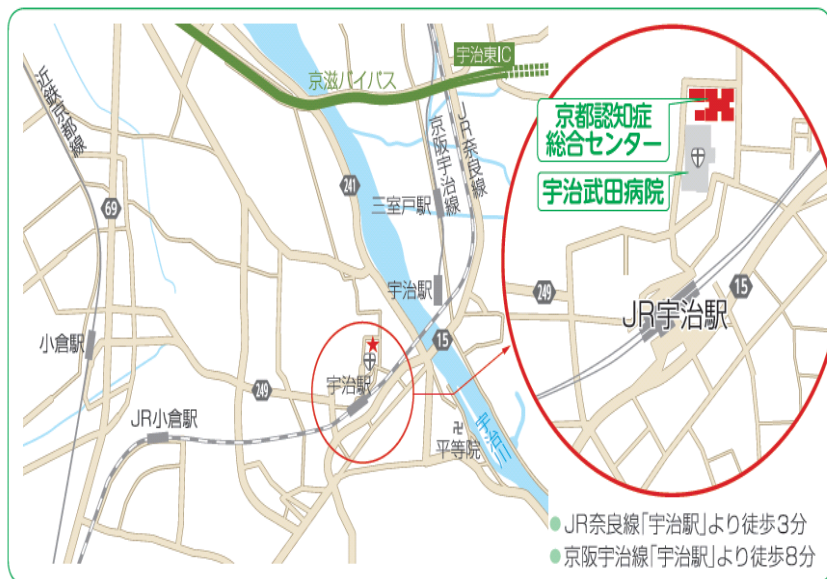 近鉄京都線
京滋バイパス
宇治東IC
JR奈良線
京阪宇治線
241
69
三室戸駅
宇治駅
小倉駅
15
249
宇治駅
JR小倉駅
平等院
宇治川
京都認知症
総合センター
宇治武田病院
249
15
JR宇治駅
JR奈良線「宇治駅」より徒歩3分
京阪宇治線「宇治駅」より徒歩8分